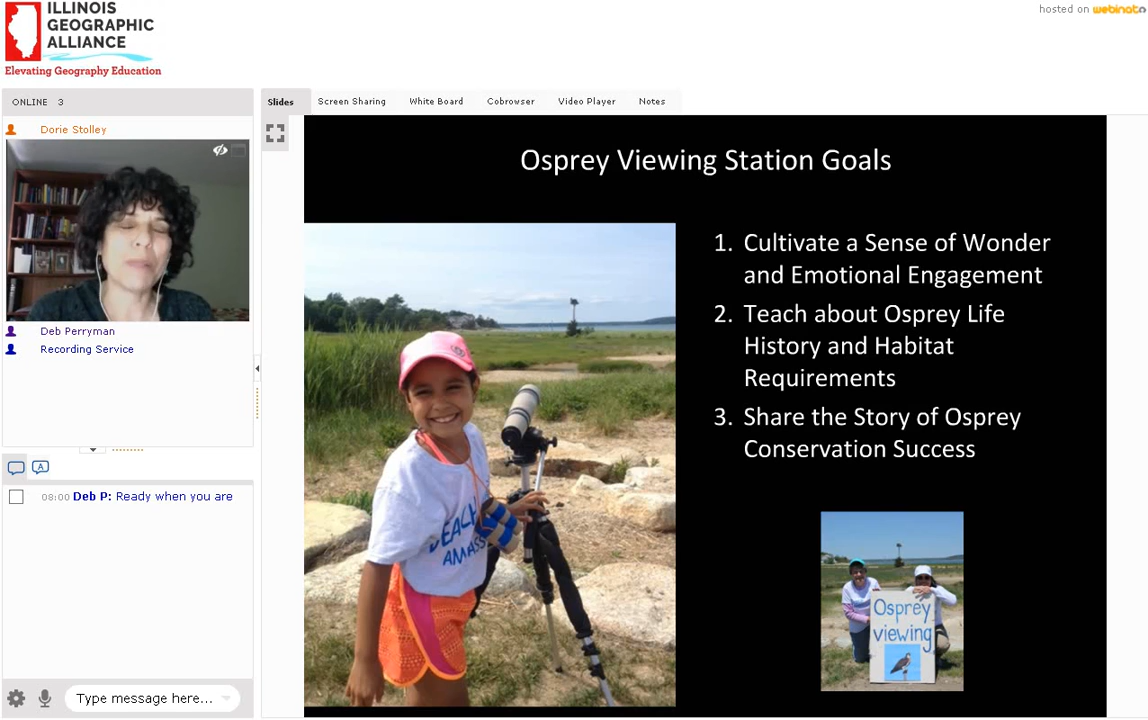 ILLINOIS
GEOGRAPHIC
ALLIANCE
Elevating Geography Education
hosted on webinato
ONLINE 3
Dorie Stolley
Deb Perryman
Recording Service
08:00 Deb P: Ready when you are
Type message here...
Slides Screen Sharing White Board Cobrowser Video Player Notes
Osprey Viewing Station Goals
1. Cultivate a Sense of Wonder
and Emotional Engagement
2. Teach about Osprey Life
History and Habitat
Requirements
3. Share the Story of Osprey
Conservation Success
BEACH
AMASS
Osprey
viewing
A